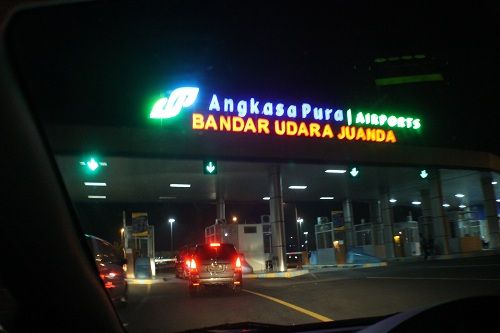 Angkasa Pura | AIRPORTS
BANDAR UDARA JUANDA